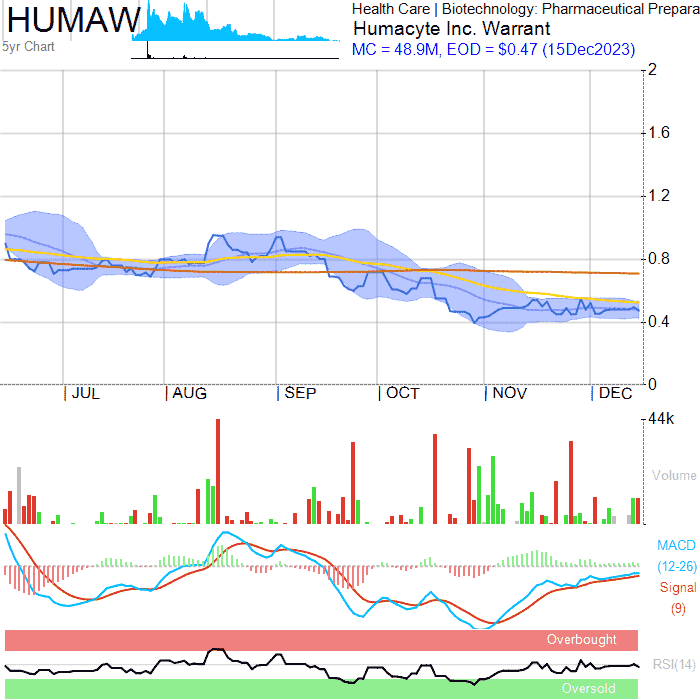 HUMAW
5yr Chart
Health Care | Biotechnology: Pharmaceutical Prepara
Humacyte Inc. Warrant
MC = 48.9M, EOD = $0.47 (15Dec2023)
2
1.6
1.2
0.8
0.4
0
JUL
AUG
SEP
OCT
NOV
DEC
44k
Volume
MACD
(12-26)
Signal
(9)
Overbought
RSI(14)
Oversold